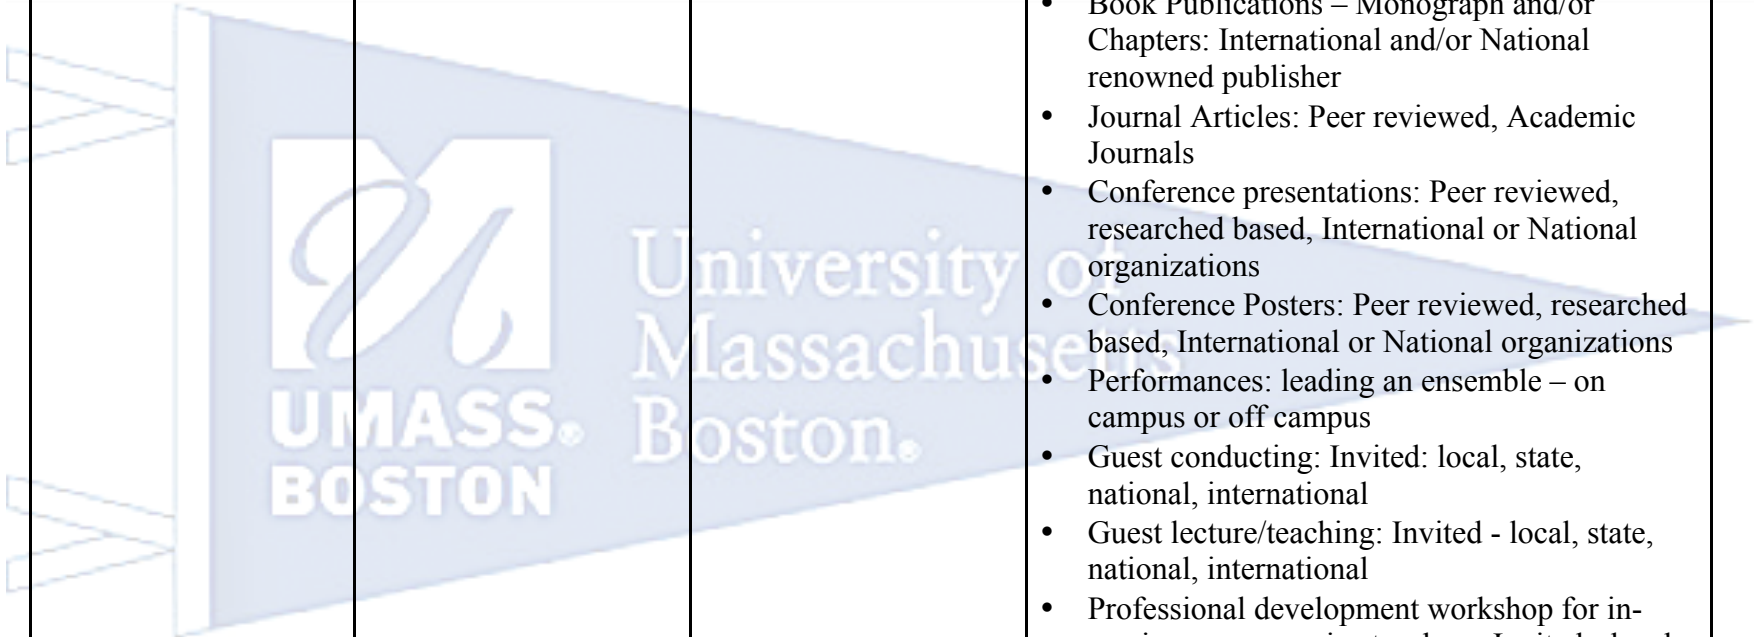 • Book Publications – Monograph and/or
Chapters: International and/or National
renowned publisher
• Journal Articles: Peer reviewed, Academic
Journals
• Conference presentations: Peer reviewed,
researched based, International or National
organizations
• Conference Posters: Peer reviewed, researched
based, International or National organizations
• Performances: leading an ensemble – on
campus or off campus
• Guest conducting: Invited: local, state,
national, international
• Guest lecture/teaching: Invited - local, state,
national, international
• Professional development workshop for in-
UMASS®
BOSTON
University of
Massachusetts
Boston®